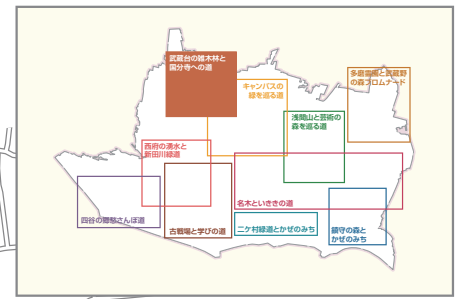 武蔵台の雑木林と
国分寺への道
キャンパスの
緑を巡る道
多磨霊園と武蔵野
の森プロムナード
浅間山と芸術の
森を巡る道
西府の湧水と
新田川緑道
名木といききの道
四谷の郷愁さんぽ道
古戦場と学びの道
二ケ村緑道とかぜのみち
鎮守の森と
かぜのみち